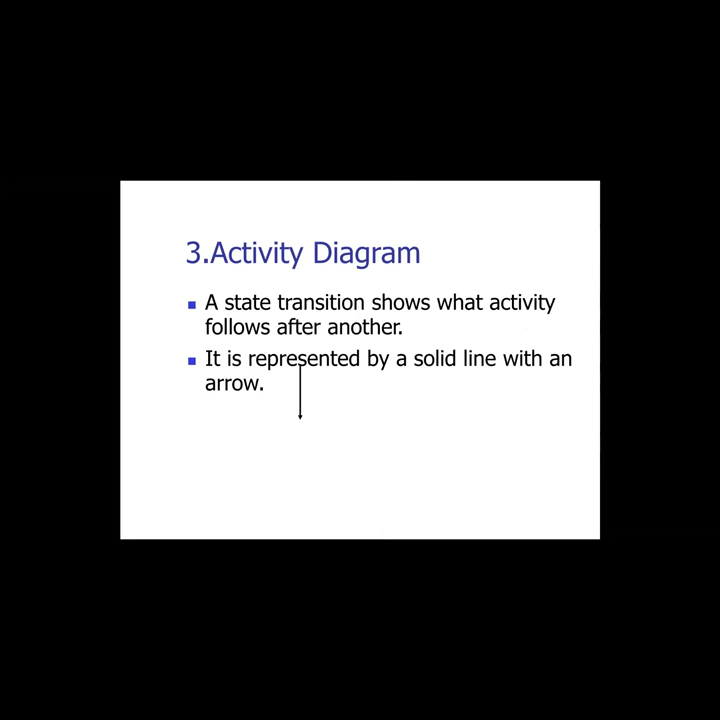 3.Activity Diagram
A state transition shows what activity
follows after another.
It is represented by a solid line with an
arrow.